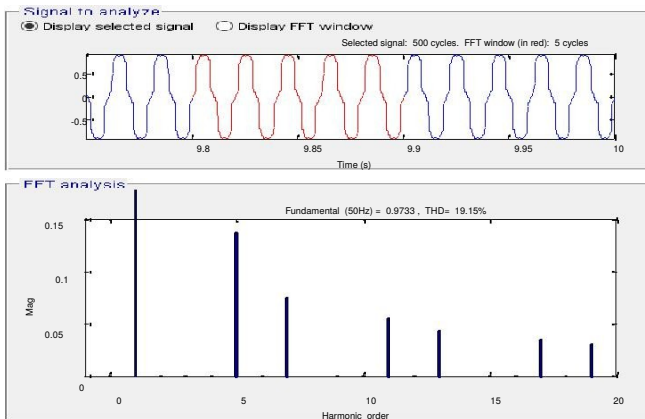 Signal to analyze
Display selected signal Display FFT window
Selected signal: 500 cycles. FFT window (in red): 5 cycles
0.5
0
-0.5
9.8 9.85 9.9 9.95 10
Time (s)
FFT analysis
Fundamental (50Hz) = 0.9733 , THD= 19.15%
0.15
0.1
Mag
0.05
0
0 5 10 15 20
Harmonic order